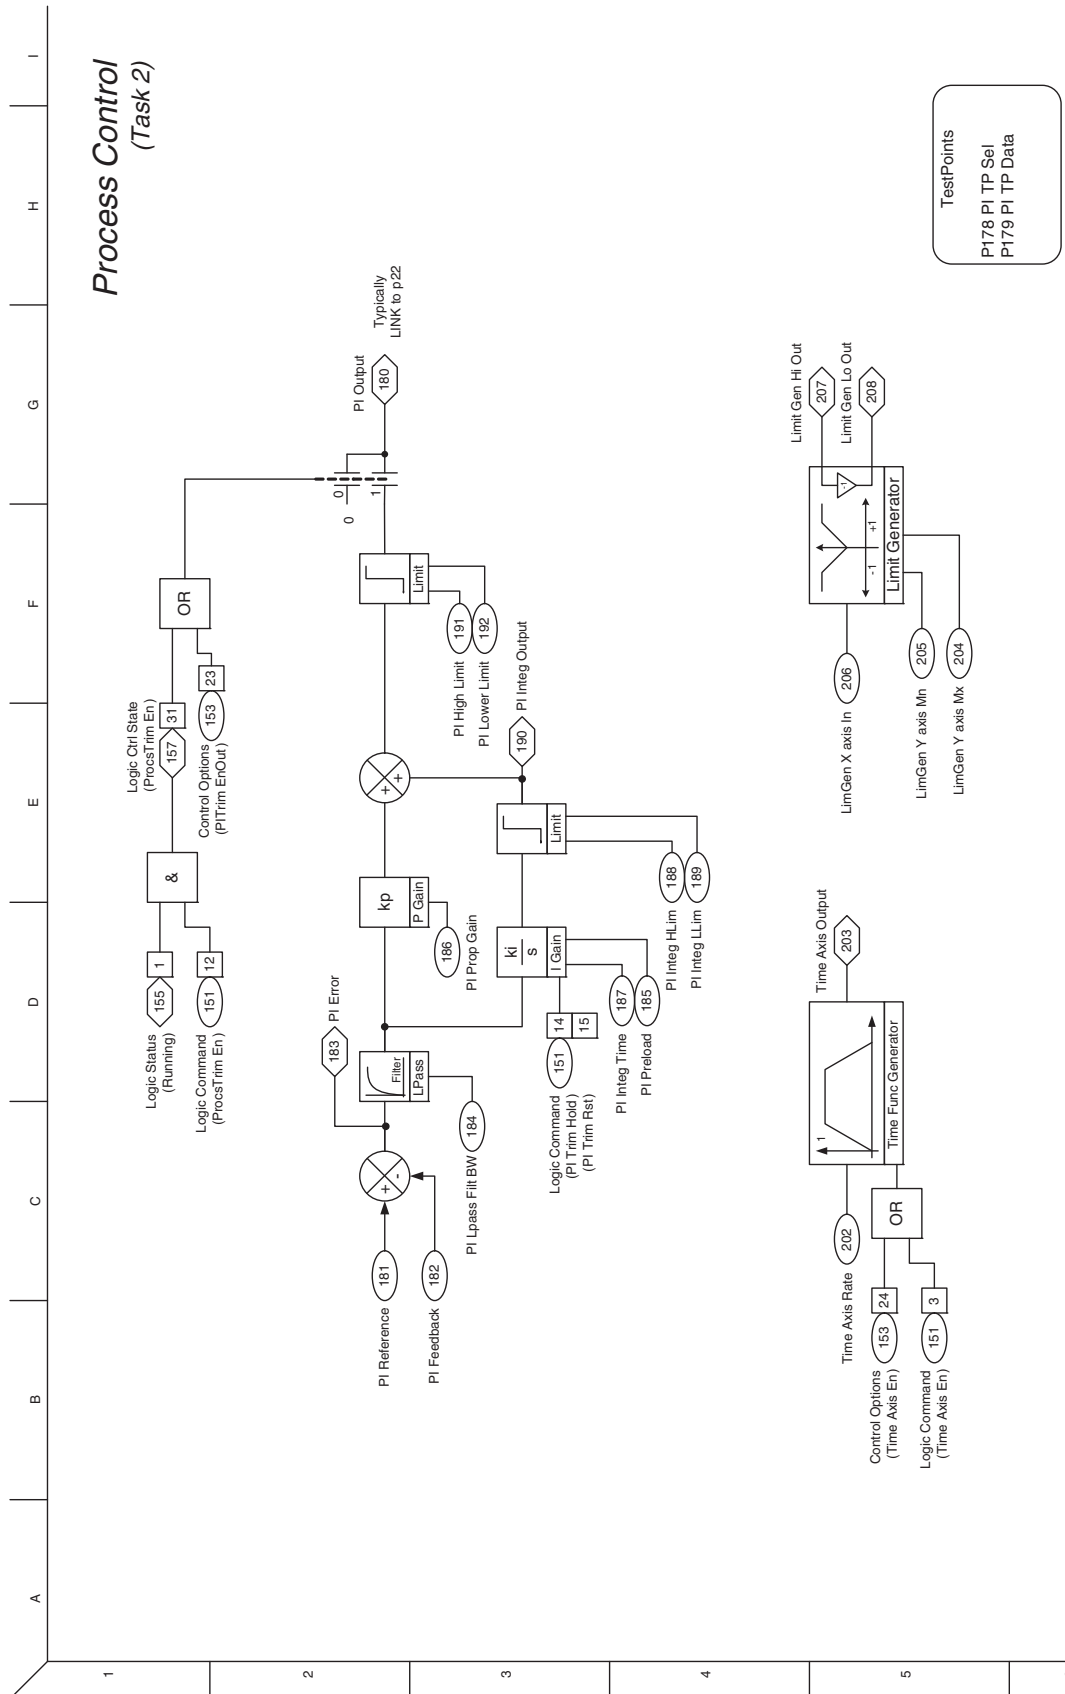 A
B
C
D
E
F
G
H
I
1
2
3
4
5
Process Control
(Task 2)
Logic Status
(Running)
155
1
Logic Command
(ProcsTrim En )
151
12
&
Logic Ctrl State
(ProcsTrim En)
157
31
Control Options
(PITrim EnOut)
153
23
OR
PI Reference
181
PI Feedback
182
+
-
PI Error
183
Filter
LPass
184
PI Lpass Filt BW
kp
P Gain
186
PI Prop Gain
ki
s
I Gain
Logic Command
(PI Trim Hold )
(PI Trim Rst)
151
14
15
187
PI Integ Time
185
PI Preload
Limit
188
PI Integ HLim
189
PI Integ LLim
190
PI Integ Output
+
+
Limit
191
PI High Limit
192
PI Lower Limit
0
0
1
PI Output
180
Typically
LINK to p22
Time Axis Rate
202
Control Options
(Time Axis En)
153
24
Logic Command
(Time Axis En)
151
3
OR
1
Time Func Generator
Time Axis Output
203
LimGen X axis In
206
LimGen Y axis Mn
205
LimGen Y axis Mx
204
-1
+1
-1
Limit Generator
Limit Gen Hi Out
207
Limit Gen Lo Out
208
TestPoints
P178 PI TP Sel
P179 PI TP Data